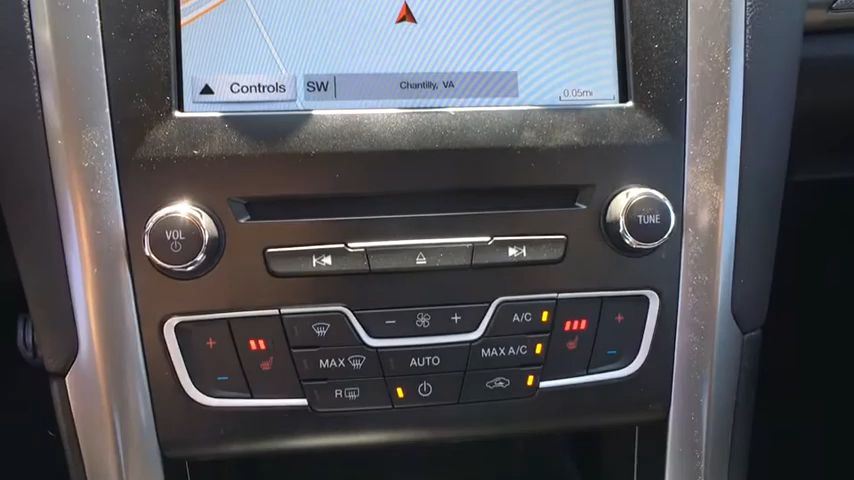 Controls
SW
Chantilly, VA
0.05mi
VOL
TUNE
A/C
MAX
AUTO
MAX A/C
R